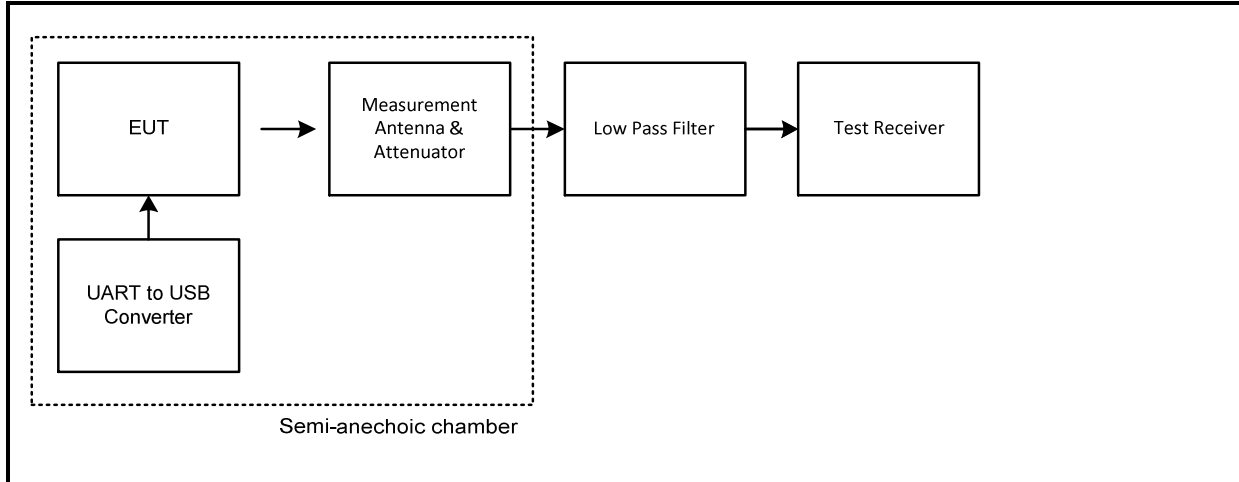 EUT
Measurement
Antenna &
Attenuator
Low Pass Filter
Test Receiver
UART to USB
Converter
Semi-anechoic chamber